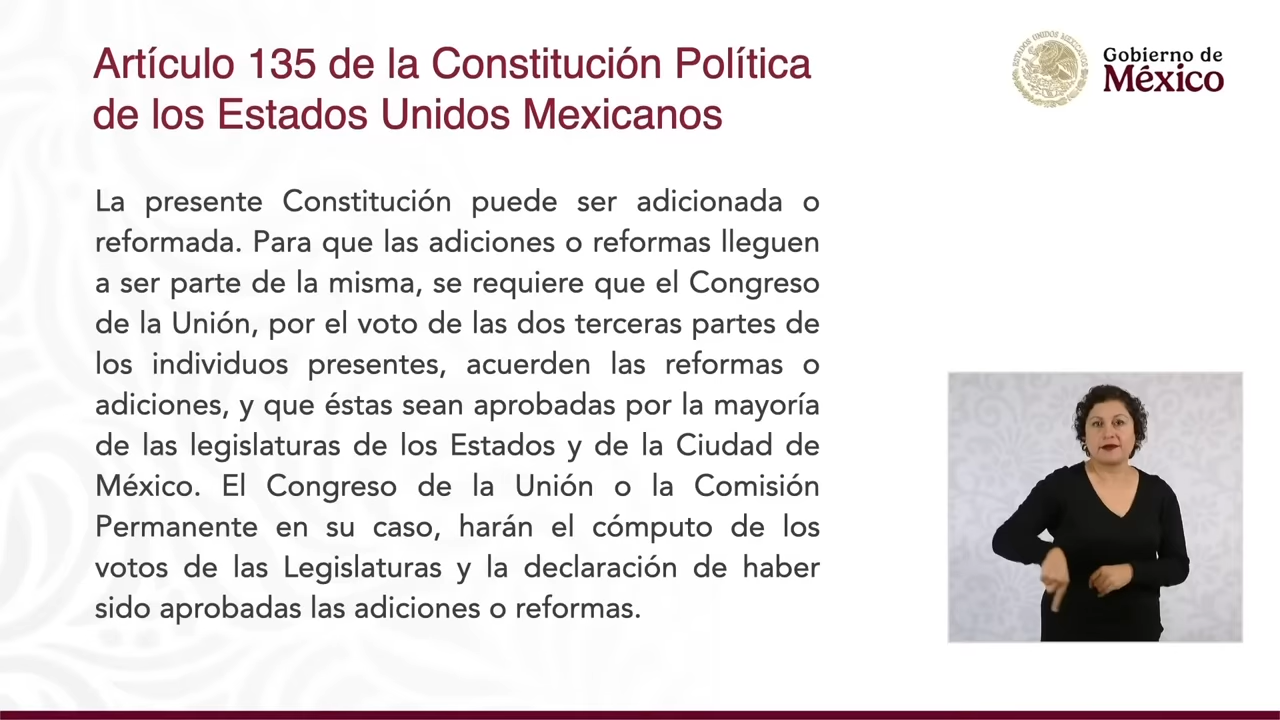 Artículo 135 de la Constitución Política
de los Estados Unidos Mexicanos
ESTADOS UNIDOS MEXICANOS
Gobierno de
México
La presente Constitución puede ser adicionada o
reformada. Para que las adiciones o reformas lleguen
a ser parte de la misma, se requiere que el Congreso
de la Unión, por el voto de las dos terceras partes de
los individuos presentes, acuerden las reformas o
adiciones, y que éstas sean aprobadas por la mayoría
de las legislaturas de los Estados y de la Ciudad de
México. El Congreso de la Unión o la Comisión
Permanente en su caso, harán el cómputo de los
votos de las Legislaturas y la declaración de haber
sido aprobadas las adiciones o reformas.